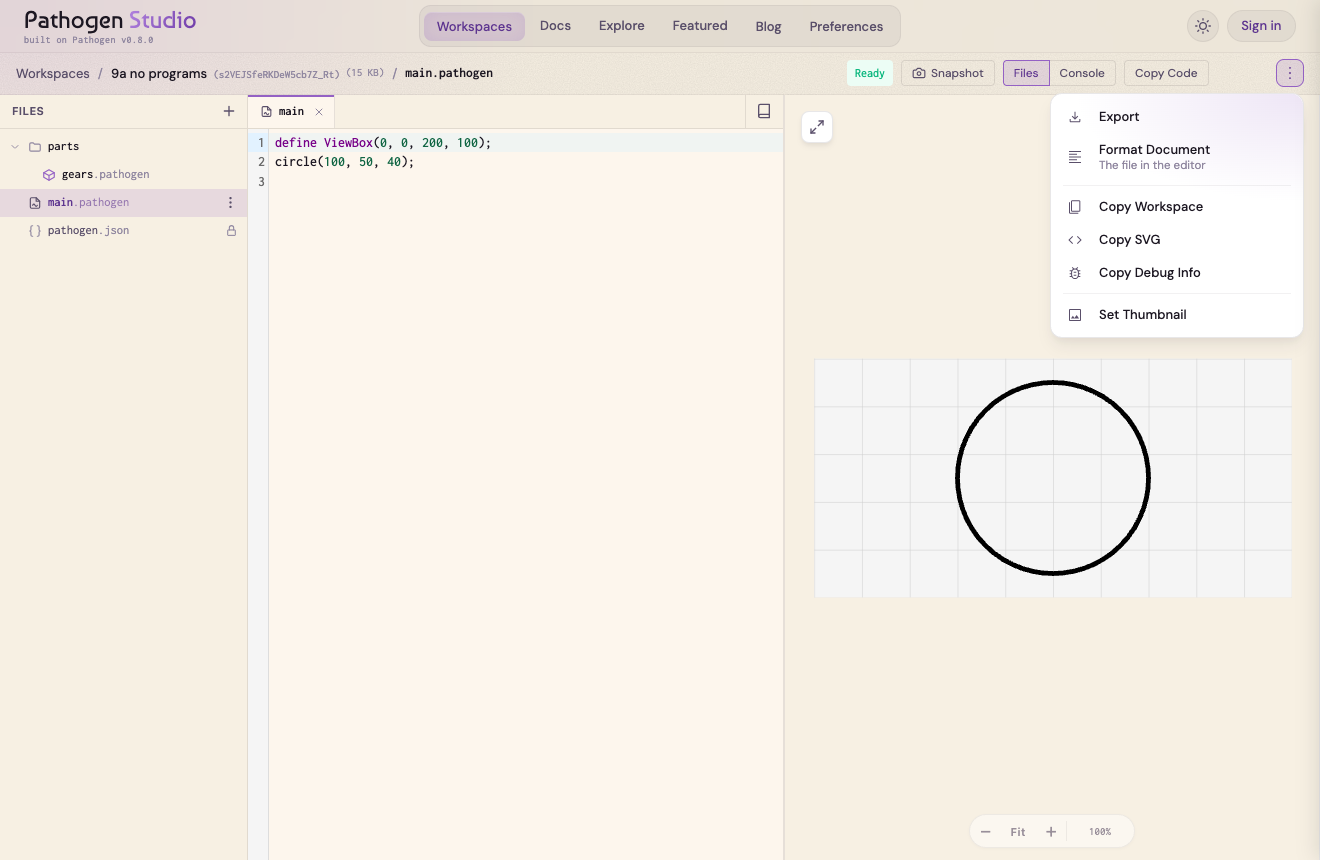 Pathogen Studio
built on Pathogen v0.8.0
Workspaces
Docs
Explore
Featured
Blog
Preferences
Sign in
Workspaces / 9a no programs (s2VEJSfeRKDeW5cb7Z_Rt) (15 KB) / main.pathogen
Ready
Snapshot
Files
Console
Copy Code
FILES
parts
gears.pathogen
main.pathogen
pathogen.json
main
1 define ViewBox(0, 0, 200, 100);
2 circle(100, 50, 40);
3
Export
Format Document
The file in the editor
Copy Workspace
Copy SVG
Copy Debug Info
Set Thumbnail
Fit
100%